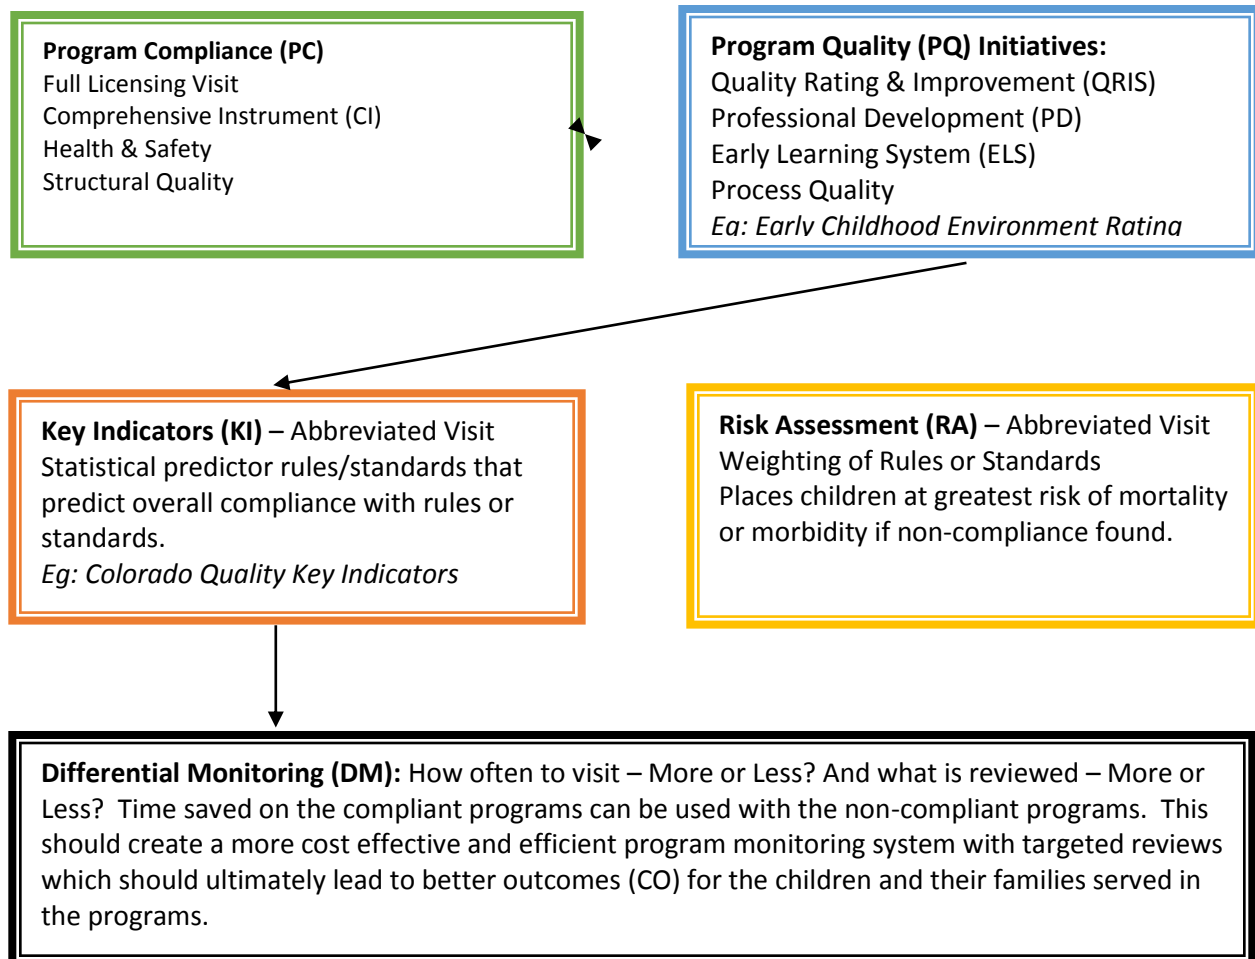 Program Compliance (PC)
Full Licensing Visit
Comprehensive Instrument (CI)
Health & Safety
Structural Quality
Program Quality (PQ) Initiatives:
Quality Rating & Improvement (QRIS)
Professional Development (PD)
Early Learning System (ELS)
Process Quality
Eg: Early Childhood Environment Rating
Key Indicators (KI) – Abbreviated Visit
Statistical predictor rules/standards that
predict overall compliance with rules or
standards.
Eg: Colorado Quality Key Indicators
Risk Assessment (RA) – Abbreviated Visit
Weighting of Rules or Standards
Places children at greatest risk of mortality
or morbidity if non-compliance found.
Differential Monitoring (DM): How often to visit – More or Less? And what is reviewed – More or
Less?  Time saved on the compliant programs can be used with the non-compliant programs.  This
should create a more cost effective and efficient program monitoring system with targeted reviews
which should ultimately lead to better outcomes (CO) for the children and their families served in
the programs.